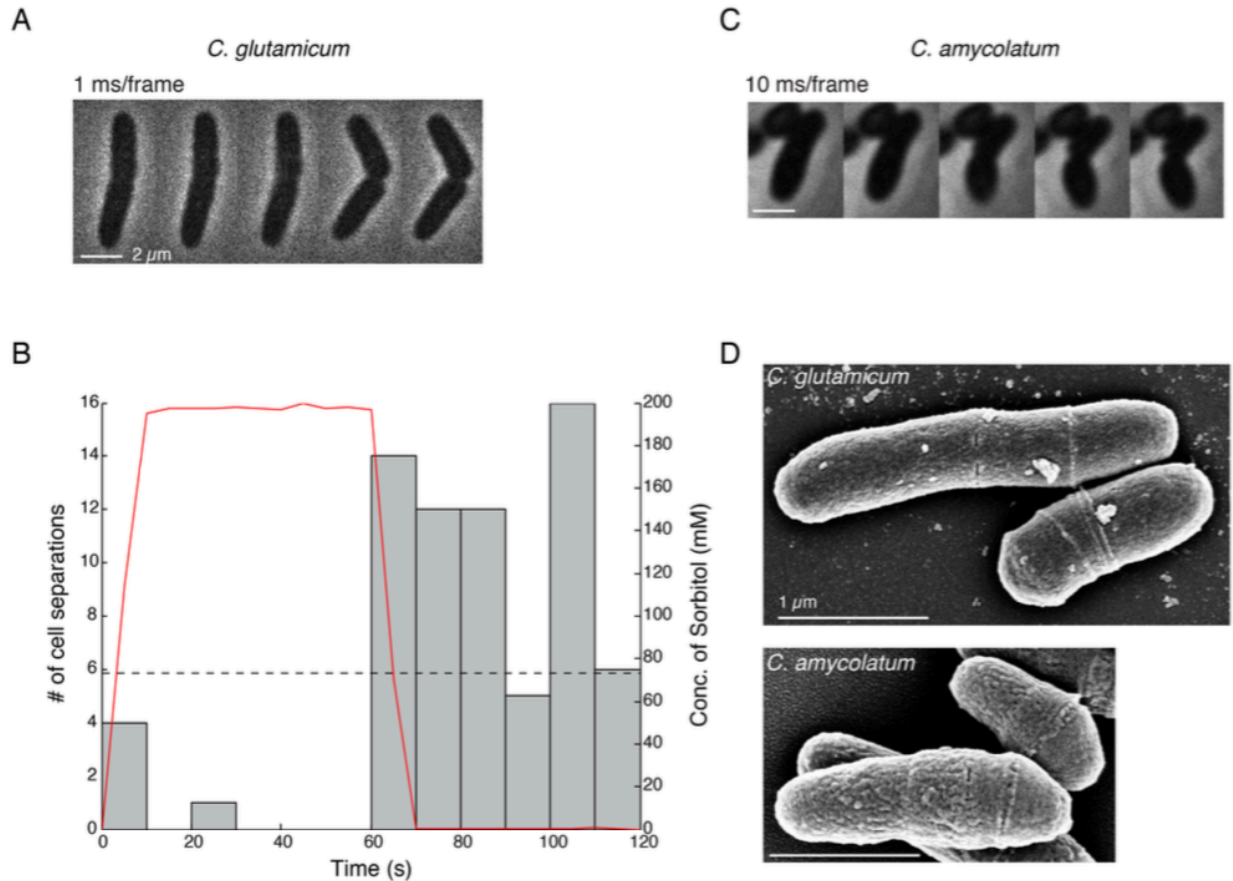 A
C. glutamicum
1 ms/frame
2 µm
C
C. amycolatum
10 ms/frame
B
16
14
12
10
8
6
4
2
0
# of cell separations
200
180
160
140
120
100
80
60
40
20
0
Conc. of Sorbitol (mM)
0
20
40
60
80
100
120
Time (s)
D
C. glutamicum
1 µm
C. amycolatum